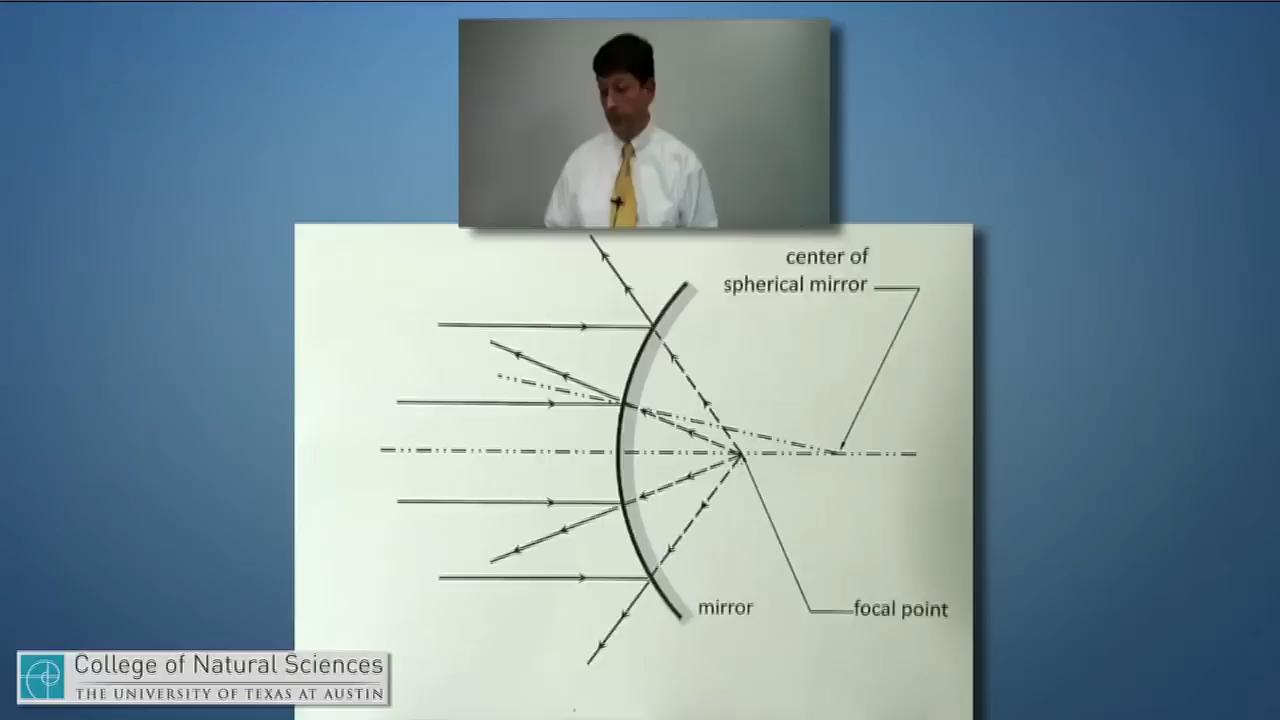 center of
spherical mirror
mirror
focal point
College of Natural Sciences
THE UNIVERSITY OF TEXAS AT AUSTIN